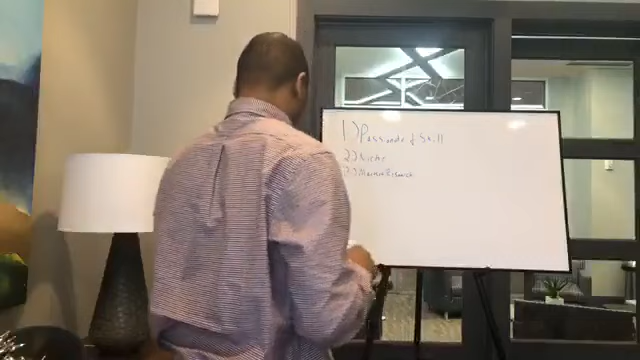 1) Passionate & Skill
2) Niche
3) Market Research